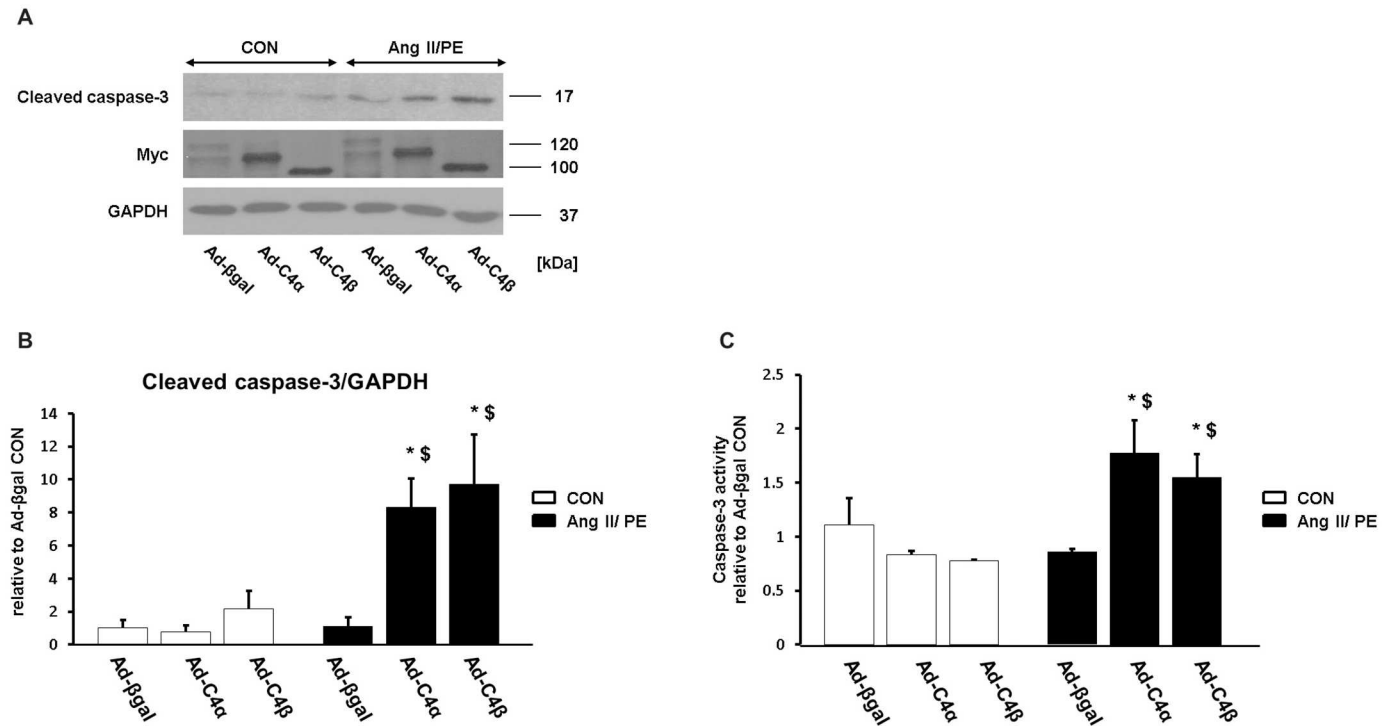 A
CON
Ang II/PE
Cleaved caspase-3
17
Myc
120
100
GAPDH
37
Ad-βgal
Ad-C4α
Ad-C4β
Ad-βgal
Ad-C4α
Ad-C4β
[kDa]
B
Cleaved caspase-3/GAPDH
relative to Ad-βgal CON
14
12
10
8
6
4
2
0
* $
* $
CON
Ang II/ PE
Ad-βgal
Ad-C4α
Ad-C4β
Ad-βgal
Ad-C4α
Ad-C4β
C
Caspase-3 activity
relative to Ad-βgal CON
2.5
2
1.5
1
0.5
0
* $
* $
CON
Ang II/ PE
Ad-βgal
Ad-C4α
Ad-C4β
Ad-βgal
Ad-C4α
Ad-C4β